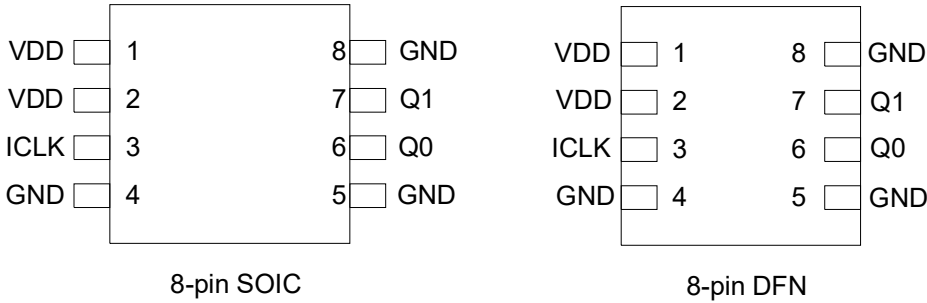 VDD 1 8 GND
VDD 2 7 Q1
ICLK 3 6 Q0
GND 4 5 GND
8-pin SOIC
VDD 1 8 GND
VDD 2 7 Q1
ICLK 3 6 Q0
GND 4 5 GND
8-pin DFN